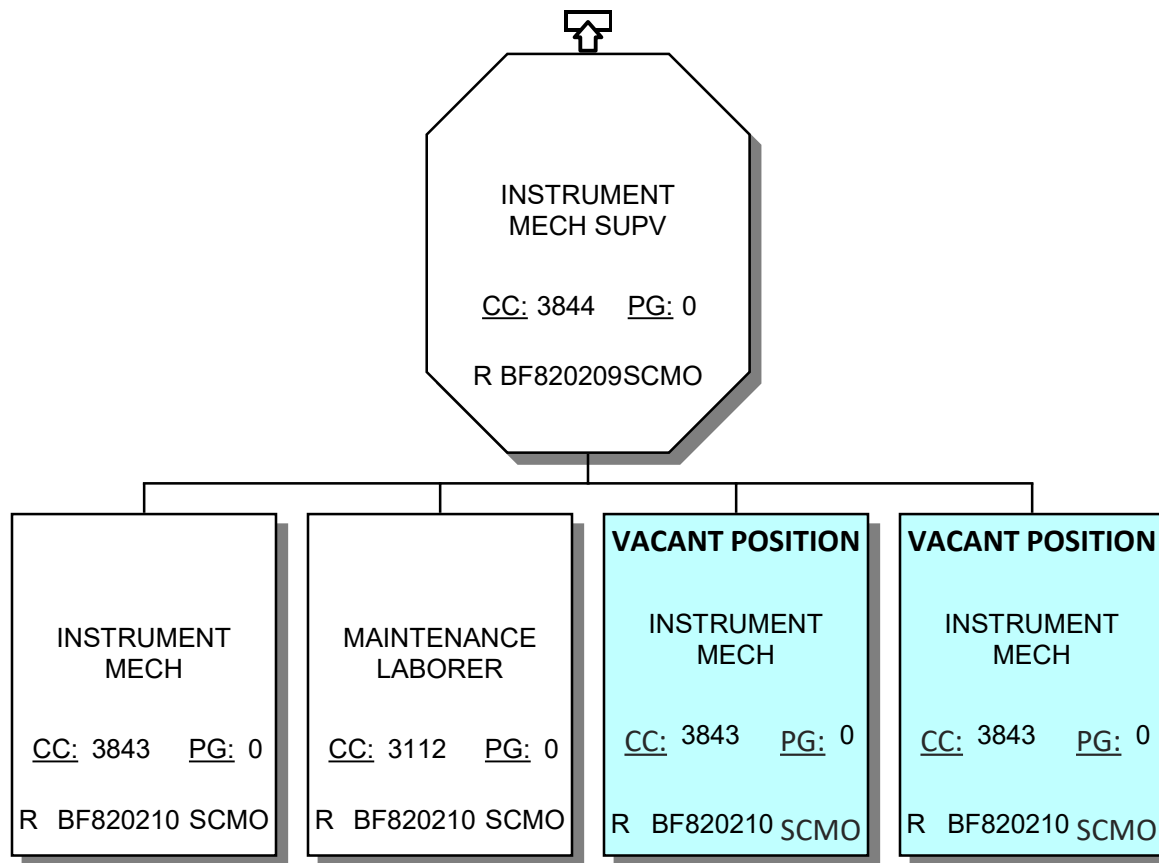 INSTRUMENT
MECH SUPV
CC: 3844 PG: 0
R BF820209SCMO
INSTRUMENT
MECH
CC: 3843 PG: 0
R BF820210 SCMO
MAINTENANCE
LABORER
CC: 3112 PG: 0
R BF820210 SCMO
VACANT POSITION
INSTRUMENT
MECH
CC: 3843 PG: 0
R BF820210 SCMO
VACANT POSITION
INSTRUMENT
MECH
CC: 3843 PG: 0
R BF820210 SCMO